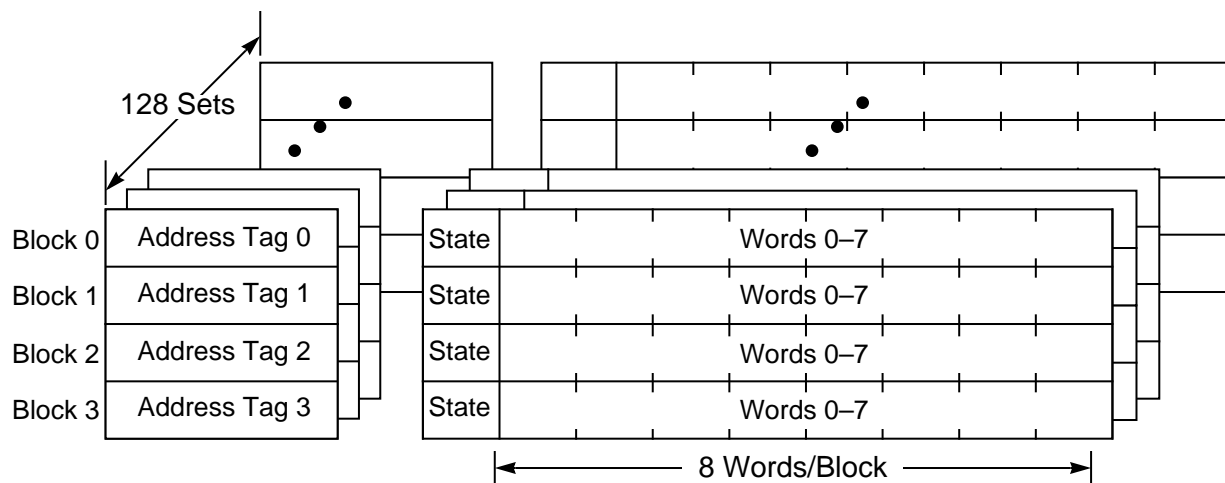 128 Sets
Block 0 Address Tag 0 State Words 0–7
Block 1 Address Tag 1 State Words 0–7
Block 2 Address Tag 2 State Words 0–7
Block 3 Address Tag 3 State Words 0–7
8 Words/Block